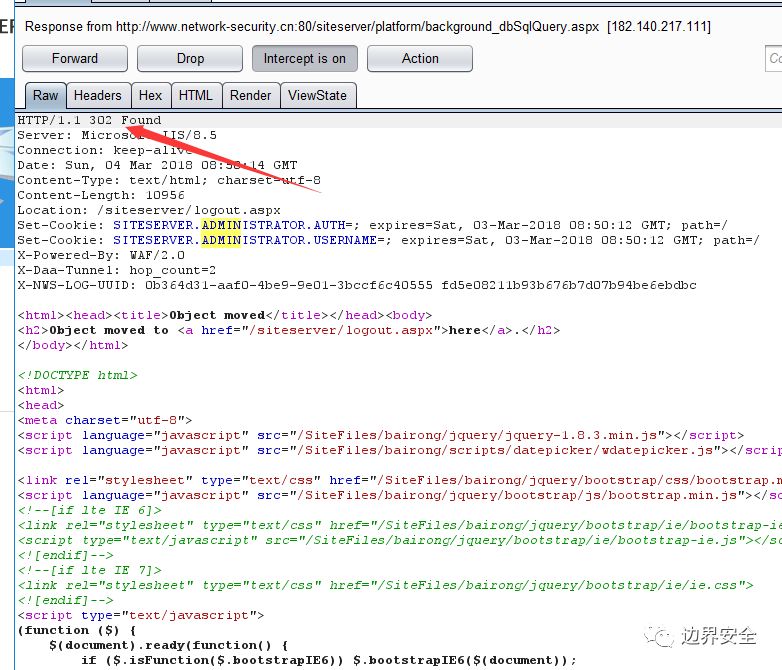 Response from http://www.network-security.cn:80/siteserver/platform/background_dbSqlQuery.aspx [182.140.217.111]
Forward Drop Intercept is on Action
Raw Headers Hex HTML Render ViewState
HTTP/1.1 302 Found
Server: Microsoft-IIS/8.5
Connection: keep-alive
Date: Sun, 04 Mar 2018 08:50:14 GMT
Content-Type: text/html; charset=utf-8
Content-Length: 10956
Location: /siteserver/logout.aspx
Set-Cookie: SITESERVER.ADMINISTRATOR.AUTH=; expires=Sat, 03-Mar-2018 08:50:12 GMT; path=/
Set-Cookie: SITESERVER.ADMINISTRATOR.USERNAME=; expires=Sat, 03-Mar-2018 08:50:12 GMT; path=/
X-Powered-By: WAF/2.0
X-Daa-Tunnel: hop_count=2
X-NWS-LOG-UUID: 0b364d31-aaf0-4be9-9e01-3bccf6c40555 fd5e08211b93b676b7d07b94be6ebdbc
<html><head><title>Object moved</title></head><body>
<h2>Object moved to <a href="/siteserver/logout.aspx">here</a>.</h2>
</body></html>
<!DOCTYPE html>
<html>
<head>
<meta charset="utf-8">
<script language="javascript" src="/SiteFiles/bairong/jquery/jquery-1.8.3.min.js"></script>
<script language="javascript" src="/SiteFiles/bairong/scripts/datepicker/wdatepicker.js"></scrip
<link rel="stylesheet" type="text/css" href="/SiteFiles/bairong/jquery/bootstrap/css/bootstrap.m
<script language="javascript" src="/SiteFiles/bairong/jquery/bootstrap/js/bootstrap.min.js"></sc
<!--[if lte IE 6]>
<link rel="stylesheet" type="text/css" href="/SiteFiles/bairong/jquery/bootstrap/ie/bootstrap-ie
<script type="text/javascript" src="/SiteFiles/bairong/jquery/bootstrap/ie/bootstrap-ie.js"></sc
<![endif]-->
<!--[if lte IE 7]>
<link rel="stylesheet" type="text/css" href="/SiteFiles/bairong/jquery/bootstrap/ie/ie.css">
<![endif]-->
<script type="text/javascript">
(function ($) {
$(document).ready(function() {
if ($.isFunction($.bootstrapIE6)) $.bootstrapIE6($(document));
边界安全